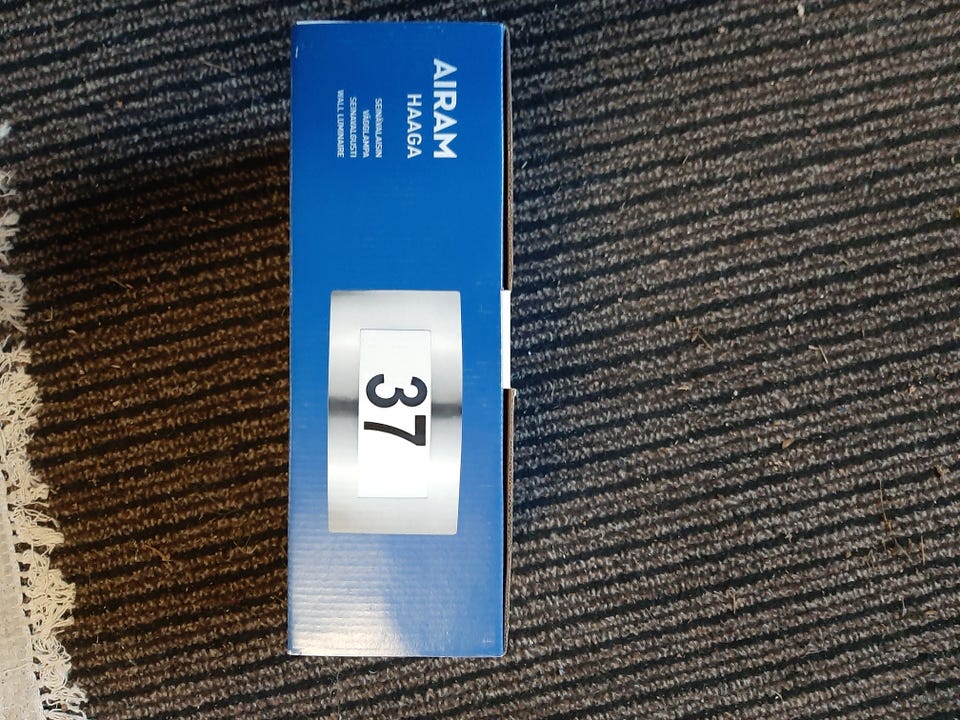 AIRAM
HAAGA
SEINÄVALAISIN
VÄGGLAMPA
SEINAVALGUSTI
WALL LUMINAIRE
37